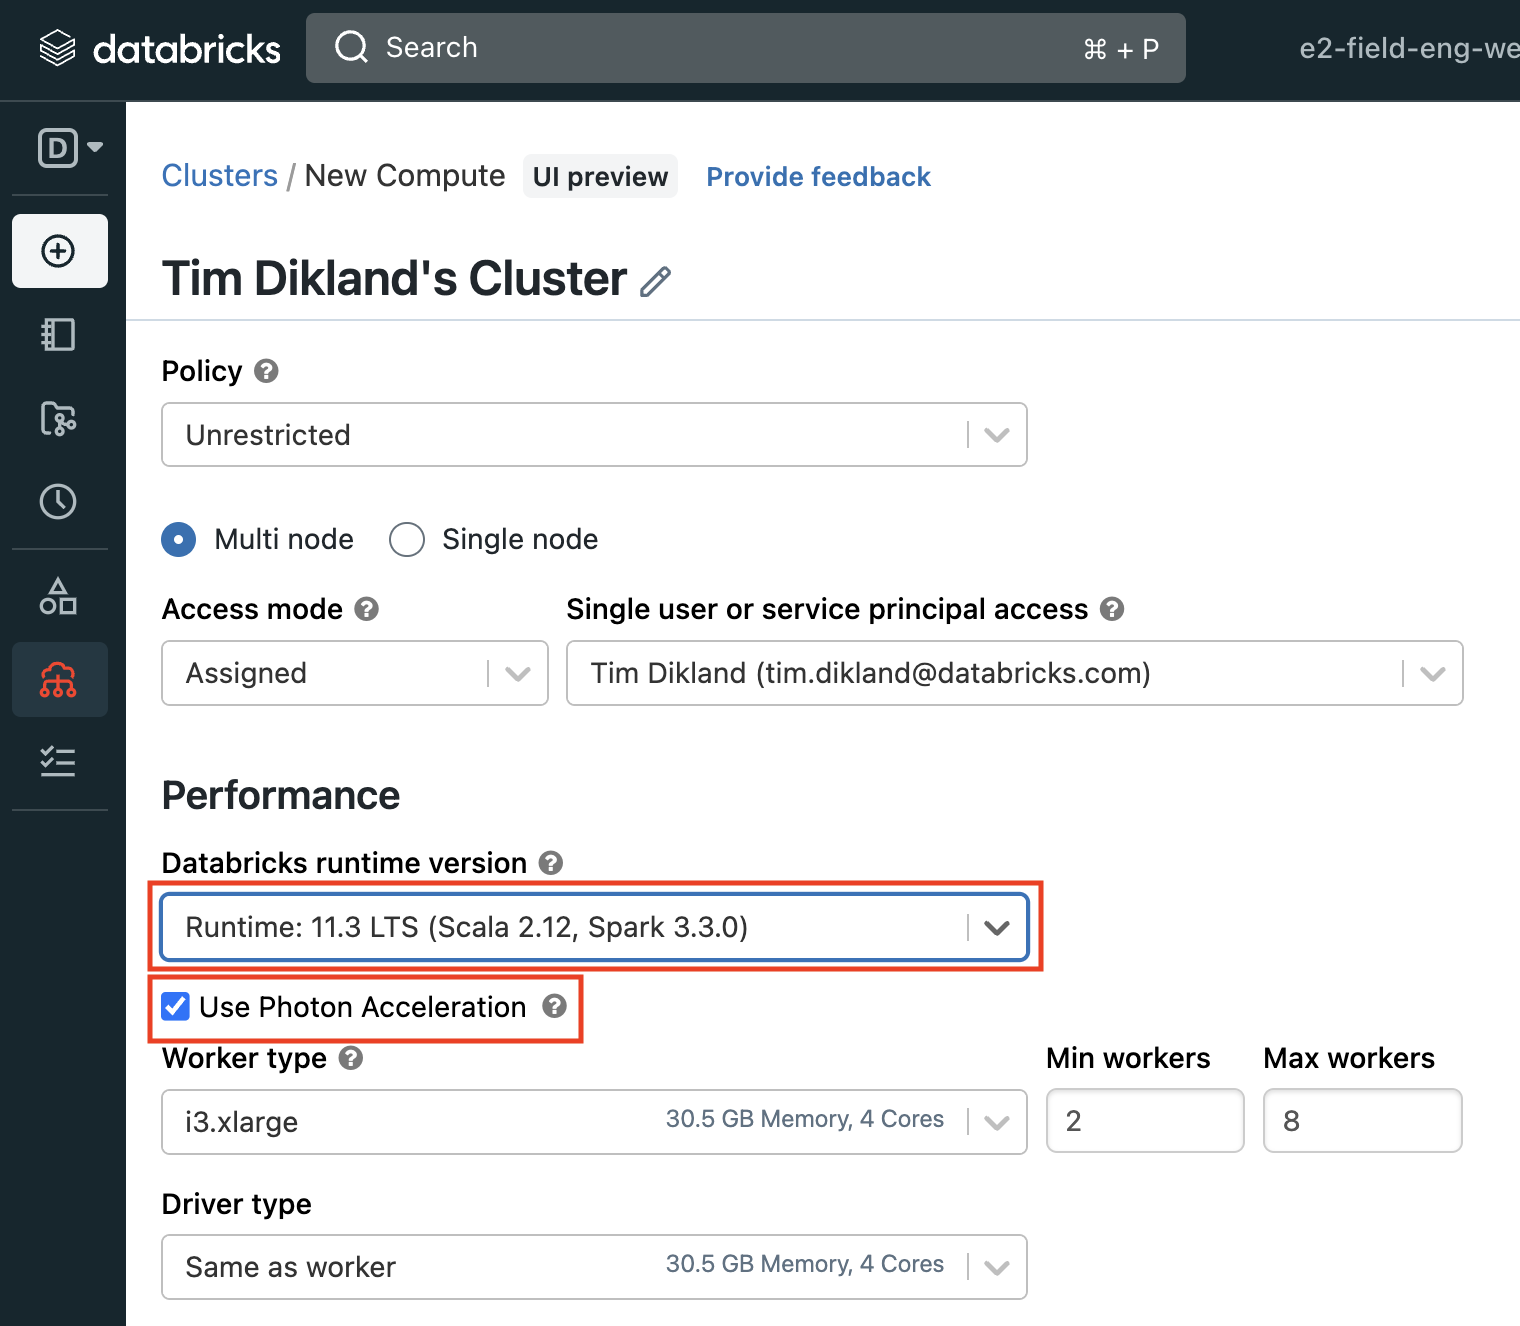 databricks
Search
⌘ + P
e2-field-eng-we
D
Clusters / New Compute
UI preview
Provide feedback
Tim Dikland's Cluster
Policy
Unrestricted
Multi node
Single node
Access mode
Single user or service principal access
Assigned
Tim Dikland (tim.dikland@databricks.com)
Performance
Databricks runtime version
Runtime: 11.3 LTS (Scala 2.12, Spark 3.3.0)
Use Photon Acceleration
Worker type
Min workers
Max workers
i3.xlarge
30.5 GB Memory, 4 Cores
2
8
Driver type
Same as worker
30.5 GB Memory, 4 Cores